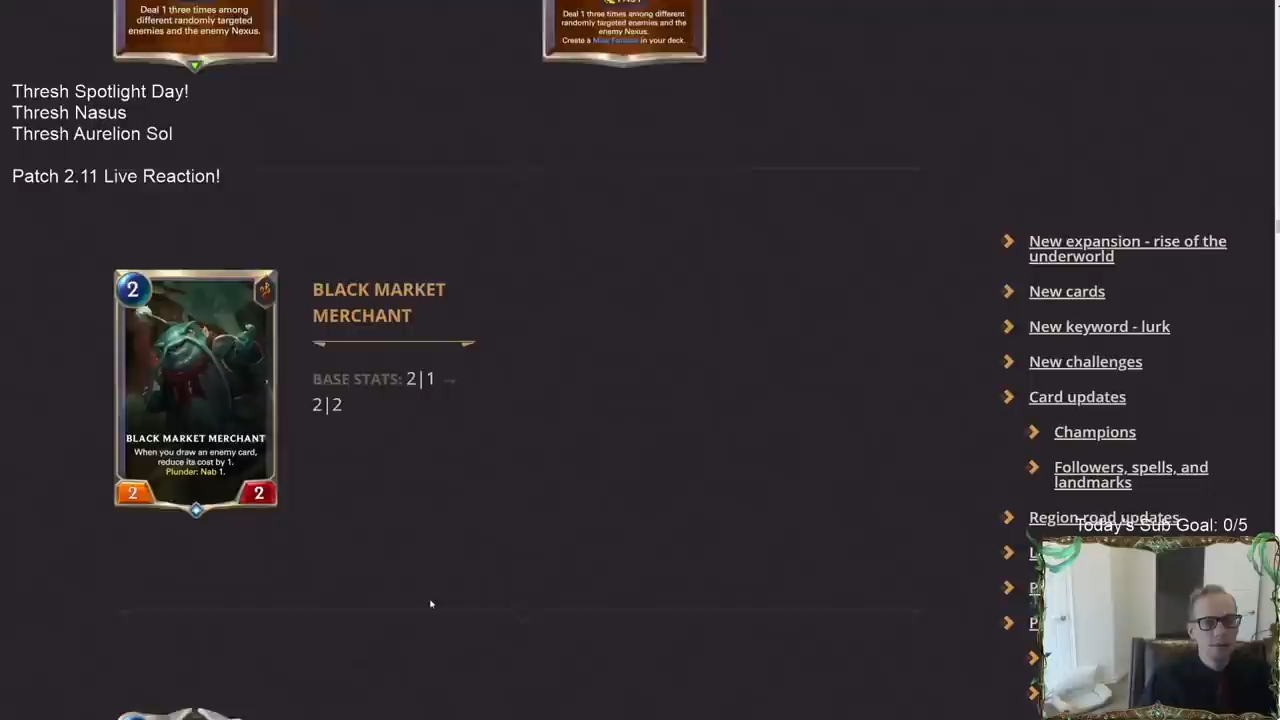 Deal 1 three times among
different randomly targeted
enemies and the enemy Nexus.
Deal 1 three times among different
randomly targeted enemies and the
enemy Nexus.
in your deck.
Thresh Spotlight Day!
Thresh Nasus
Thresh Aurelion Sol
Patch 2.11 Live Reaction!
2
BLACK MARKET MERCHANT
When you draw an enemy card,
reduce its cost by 1.
Plunder: Nab 1.
2
2
BLACK MARKET
MERCHANT
BASE STATS: 2|1 →
2|2
New expansion - rise of the
underworld
New cards
New keyword - lurk
New challenges
Card updates
Champions
Followers, spells, and
landmarks
Region road updates
Today's Sub Goal: 0/5
L
P
P